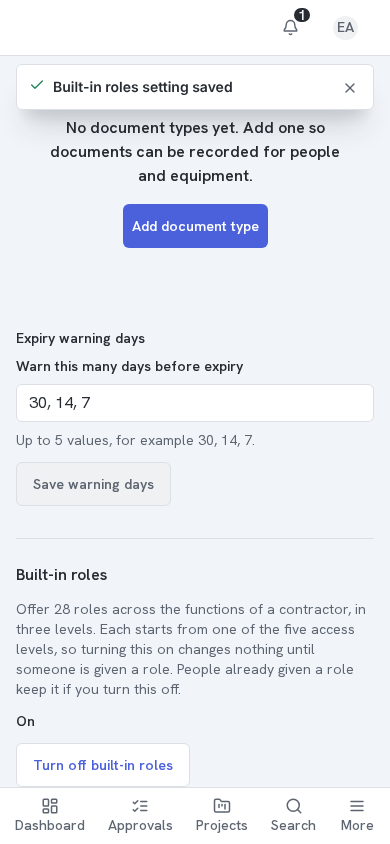 1
EA
Built-in roles setting saved
No document types yet. Add one so
documents can be recorded for people
and equipment.
Add document type
Expiry warning days
Warn this many days before expiry
30, 14, 7
Up to 5 values, for example 30, 14, 7.
Save warning days
Built-in roles
Offer 28 roles across the functions of a contractor, in
three levels. Each starts from one of the five access
levels, so turning this on changes nothing until
someone is given a role. People already given a role
keep it if you turn this off.
On
Turn off built-in roles
Dashboard
Approvals
Projects
Search
More